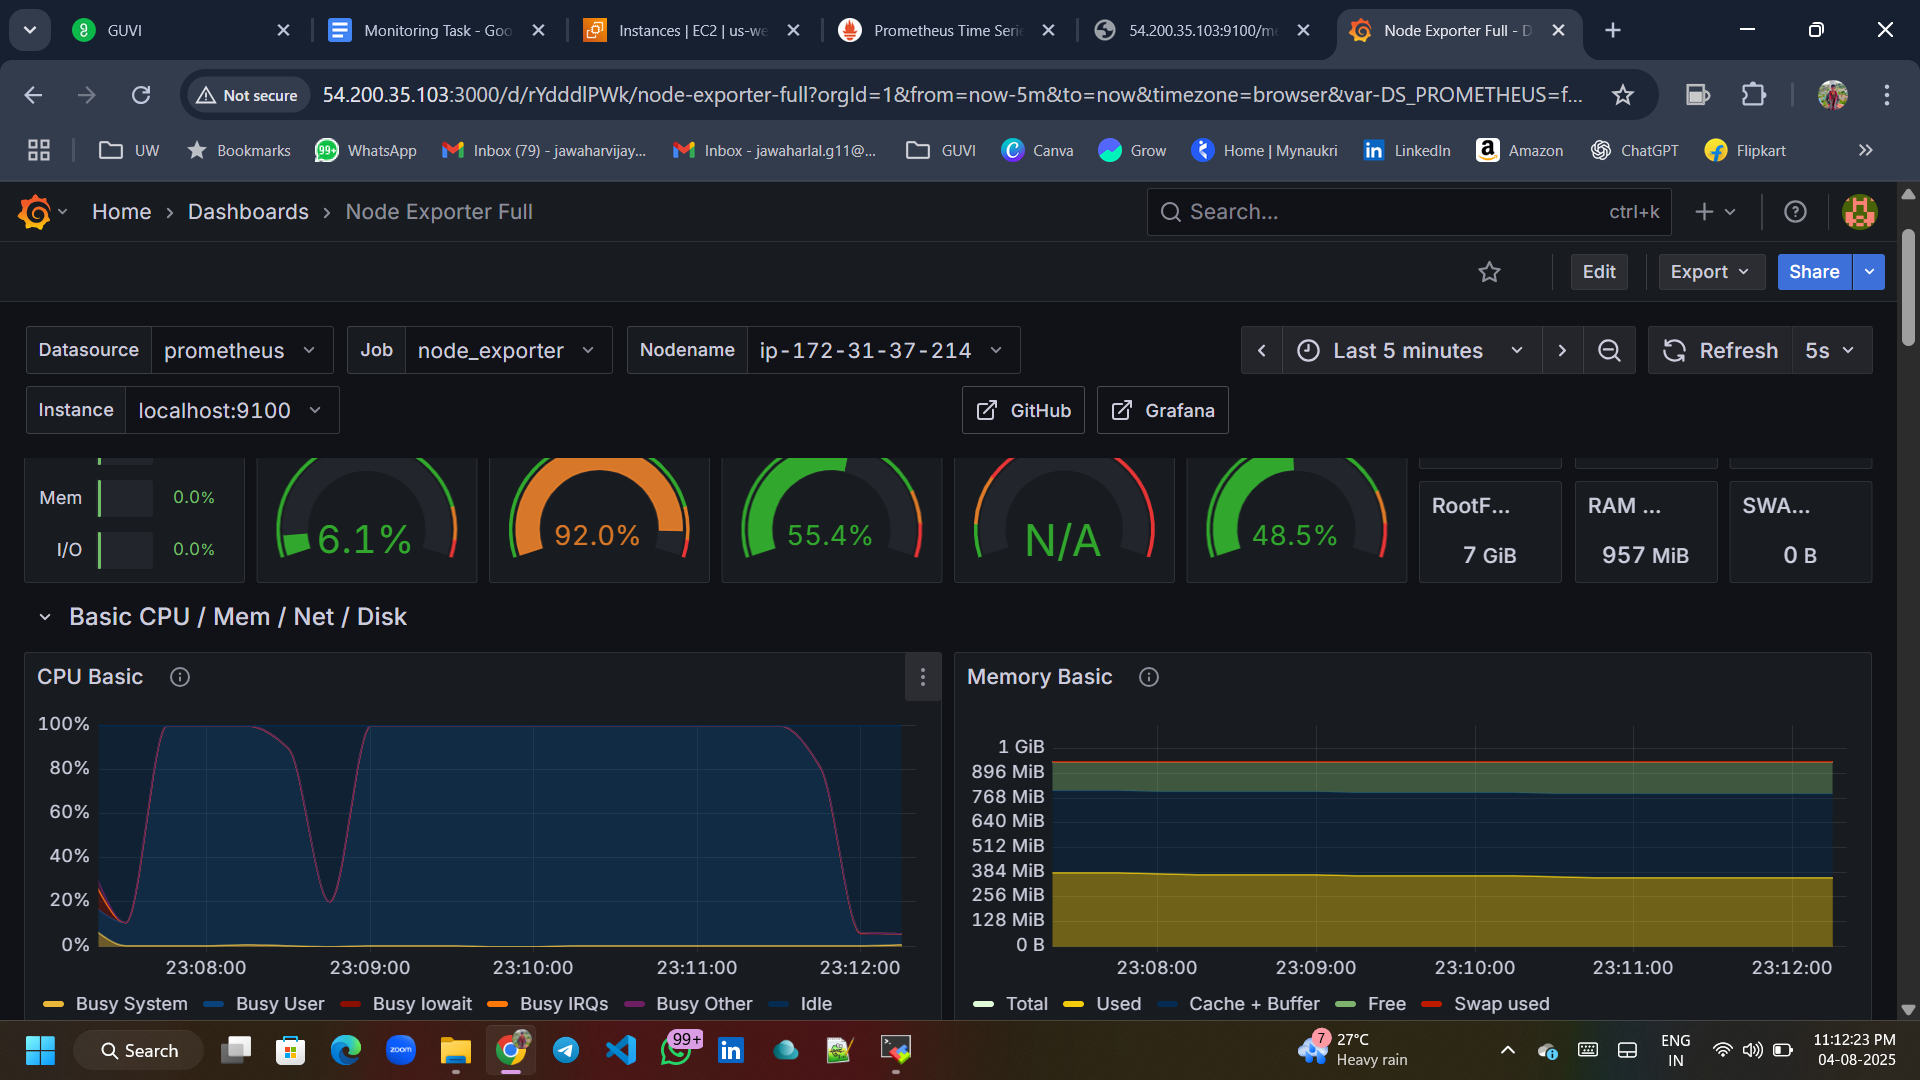 GUVI
Monitoring Task - Goo
Instances | EC2 | us-we
Prometheus Time Seri
54.200.35.103:9100/me
Node Exporter Full - D
Not secure
54.200.35.103:3000/d/rYdddlPWk/node-exporter-full?orgId=1&from=now-5m&to=now&timezone=browser&var-DS_PROMETHEUS=f...
UW
Bookmarks
99+
WhatsApp
Inbox (79) - jawaharvijay...
Inbox - jawaharlal.g11@...
GUVI
Canva
Grow
Home | Mynaukri
LinkedIn
Amazon
ChatGPT
Flipkart
Home › Dashboards › Node Exporter Full
Search...
ctrl+k
Edit
Export
Share
Datasource
prometheus
Job
node_exporter
Nodename
ip-172-31-37-214
Last 5 minutes
Refresh
5s
Instance
localhost:9100
GitHub
Grafana
Mem
0.0%
I/O
0.0%
6.1%
92.0%
55.4%
N/A
48.5%
RootF...
7 GiB
RAM ...
957 MiB
SWA...
0 B
Basic CPU / Mem / Net / Disk
CPU Basic
100%
80%
60%
40%
20%
0%
23:08:00
23:09:00
23:10:00
23:11:00
23:12:00
Busy System
Busy User
Busy Iowait
Busy IRQs
Busy Other
Idle
Memory Basic
1 GiB
896 MiB
768 MiB
640 MiB
512 MiB
384 MiB
256 MiB
128 MiB
0 B
23:08:00
23:09:00
23:10:00
23:11:00
23:12:00
Total
Used
Cache + Buffer
Free
Swap used
Search
zoom
99+
7
27°C
Heavy rain
ENG
IN
11:12:23 PM
04-08-2025